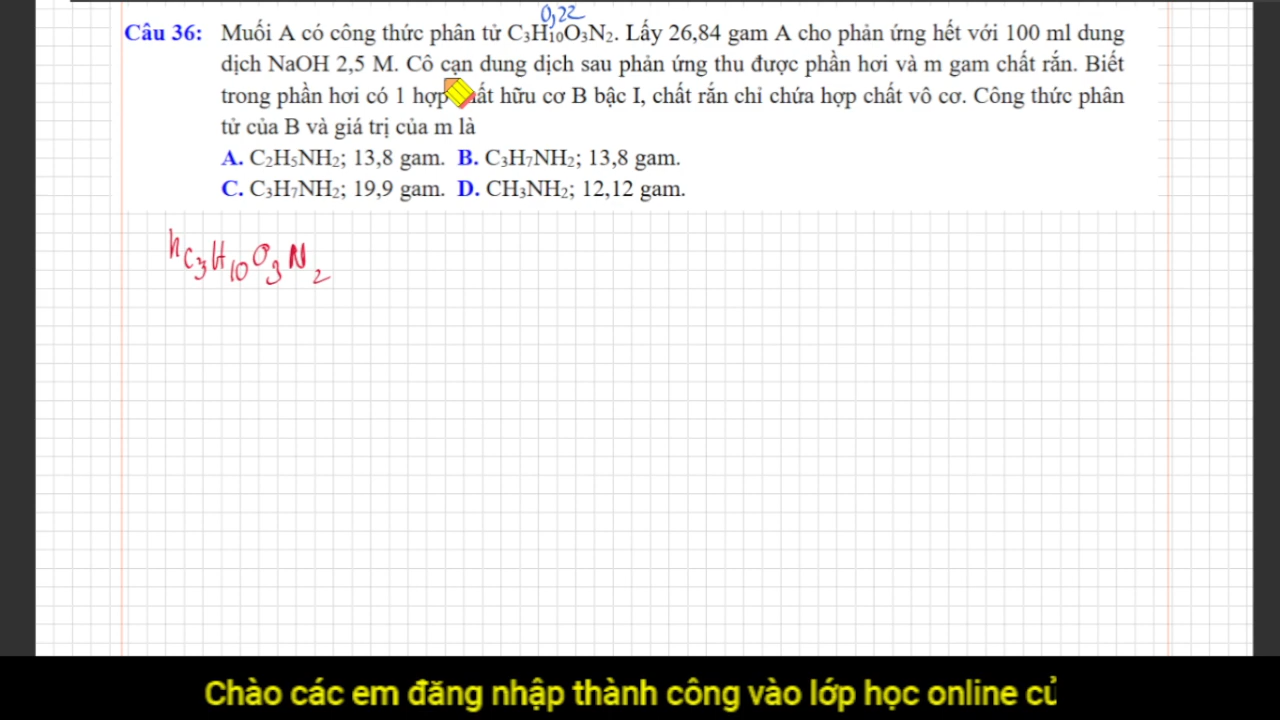 0,22
Câu 36: Muối A có công thức phân tử C₃H₁₀O₃N₂. Lấy 26,84 gam A cho phản ứng hết với 100 ml dung
dịch NaOH 2,5 M. Cô cạn dung dịch sau phản ứng thu được phần hơi và m gam chất rắn. Biết
trong phần hơi có 1 hợp ất hữu cơ B bậc I, chất rắn chỉ chứa hợp chất vô cơ. Công thức phân
tử của B và giá trị của m là
A. C₂H₅NH₂; 13,8 gam. B. C₃H₇NH₂; 13,8 gam.
C. C₃H₇NH₂; 19,9 gam. D. CH₃NH₂; 12,12 gam.
n C₃H₁₀O₃N₂
Chào các em đăng nhập thành công vào lớp học online củ